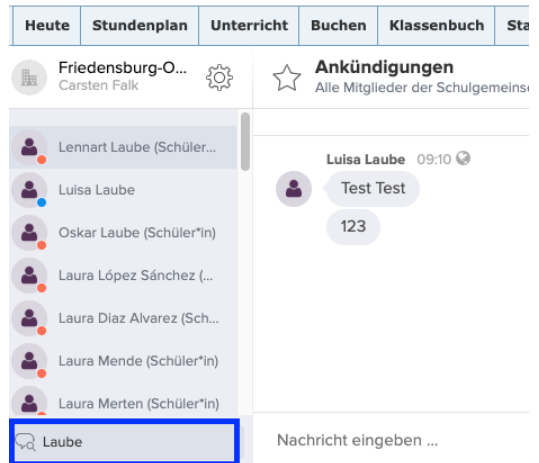 Heute Stundenplan Unterricht Buchen Klassenbuch Sta
Friedensburg-O...
Carsten Falk
Ankündigungen
Alle Mitglieder der Schulgemeins
Lennart Laube (Schüler...
Luisa Laube
Oskar Laube (Schüler*in)
Laura López Sánchez (...
Laura Diaz Alvarez (Sch...
Laura Mende (Schüler*in)
Laura Merten (Schüler*in)
Laube
Luisa Laube 09:10
Test Test
123
Nachricht eingeben ...